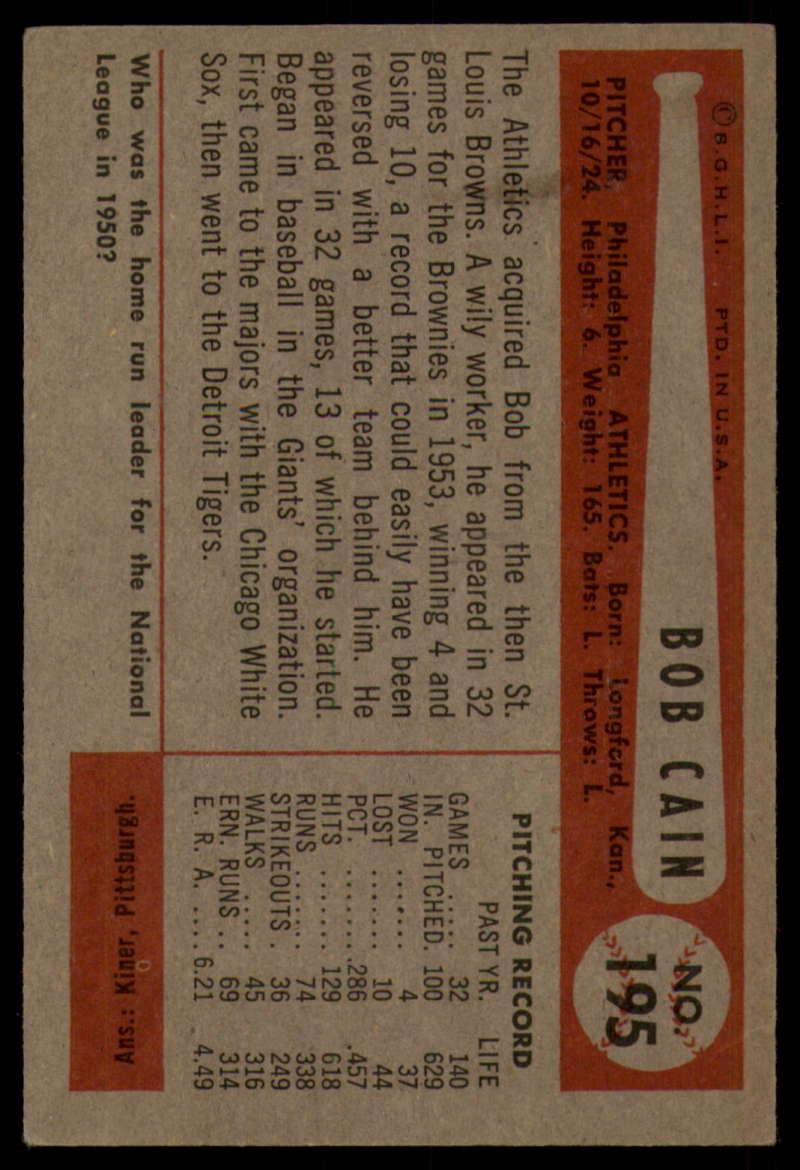 © B.G.H.L.I. PTD. IN U.S.A.
BOB CAIN
NO.
195
PITCHER, Philadelphia ATHLETICS. Born: Longford, Kan.,
10/16/24. Height: 6. Weight: 165. Bats: L. Throws: L.
The Athletics acquired Bob from the then St.
Louis Browns. A wily worker, he appeared in 32
games for the Brownies in 1953, winning 4 and
losing 10, a record that could easily have been
reversed with a better team behind him. He
appeared in 32 games, 13 of which he started.
Began in baseball in the Giants' organization.
First came to the majors with the Chicago White
Sox, then went to the Detroit Tigers.
PITCHING RECORD
PAST YR. LIFE
GAMES ..... 32 140
IN. PITCHED. 100 629
WON ....... 4 37
LOST ....... 10 44
PCT. ....... .286 .457
HITS ....... 129 618
RUNS ....... 74 338
STRIKEOUTS . 36 249
WALKS ..... 45 316
ERN. RUNS .. 69 314
E. R. A. .... 6.21 4.49
Who was the home run leader for the National
League in 1950?
Ans.: Kiner, Pittsburgh.